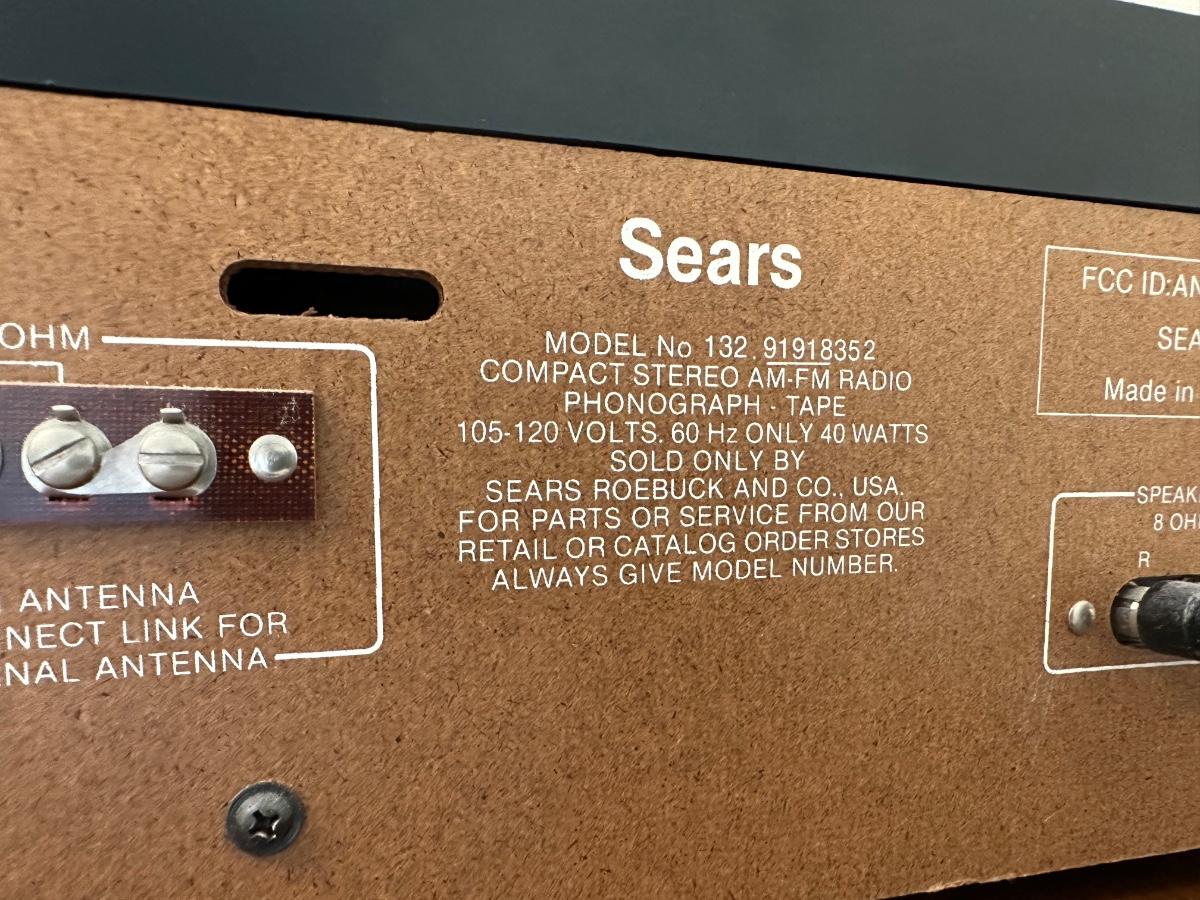 Sears
MODEL No 132.91918352
COMPACT STEREO AM-FM RADIO
PHONOGRAPH - TAPE
105-120 VOLTS. 60 Hz ONLY 40 WATTS
SOLD ONLY BY
SEARS ROEBUCK AND CO., USA.
FOR PARTS OR SERVICE FROM OUR
RETAIL OR CATALOG ORDER STORES
ALWAYS GIVE MODEL NUMBER.
OHM
ANTENNA
NNECT LINK FOR
NAL ANTENNA
FCC ID:AN
SEA
Made in
SPEAK
8 OH
R